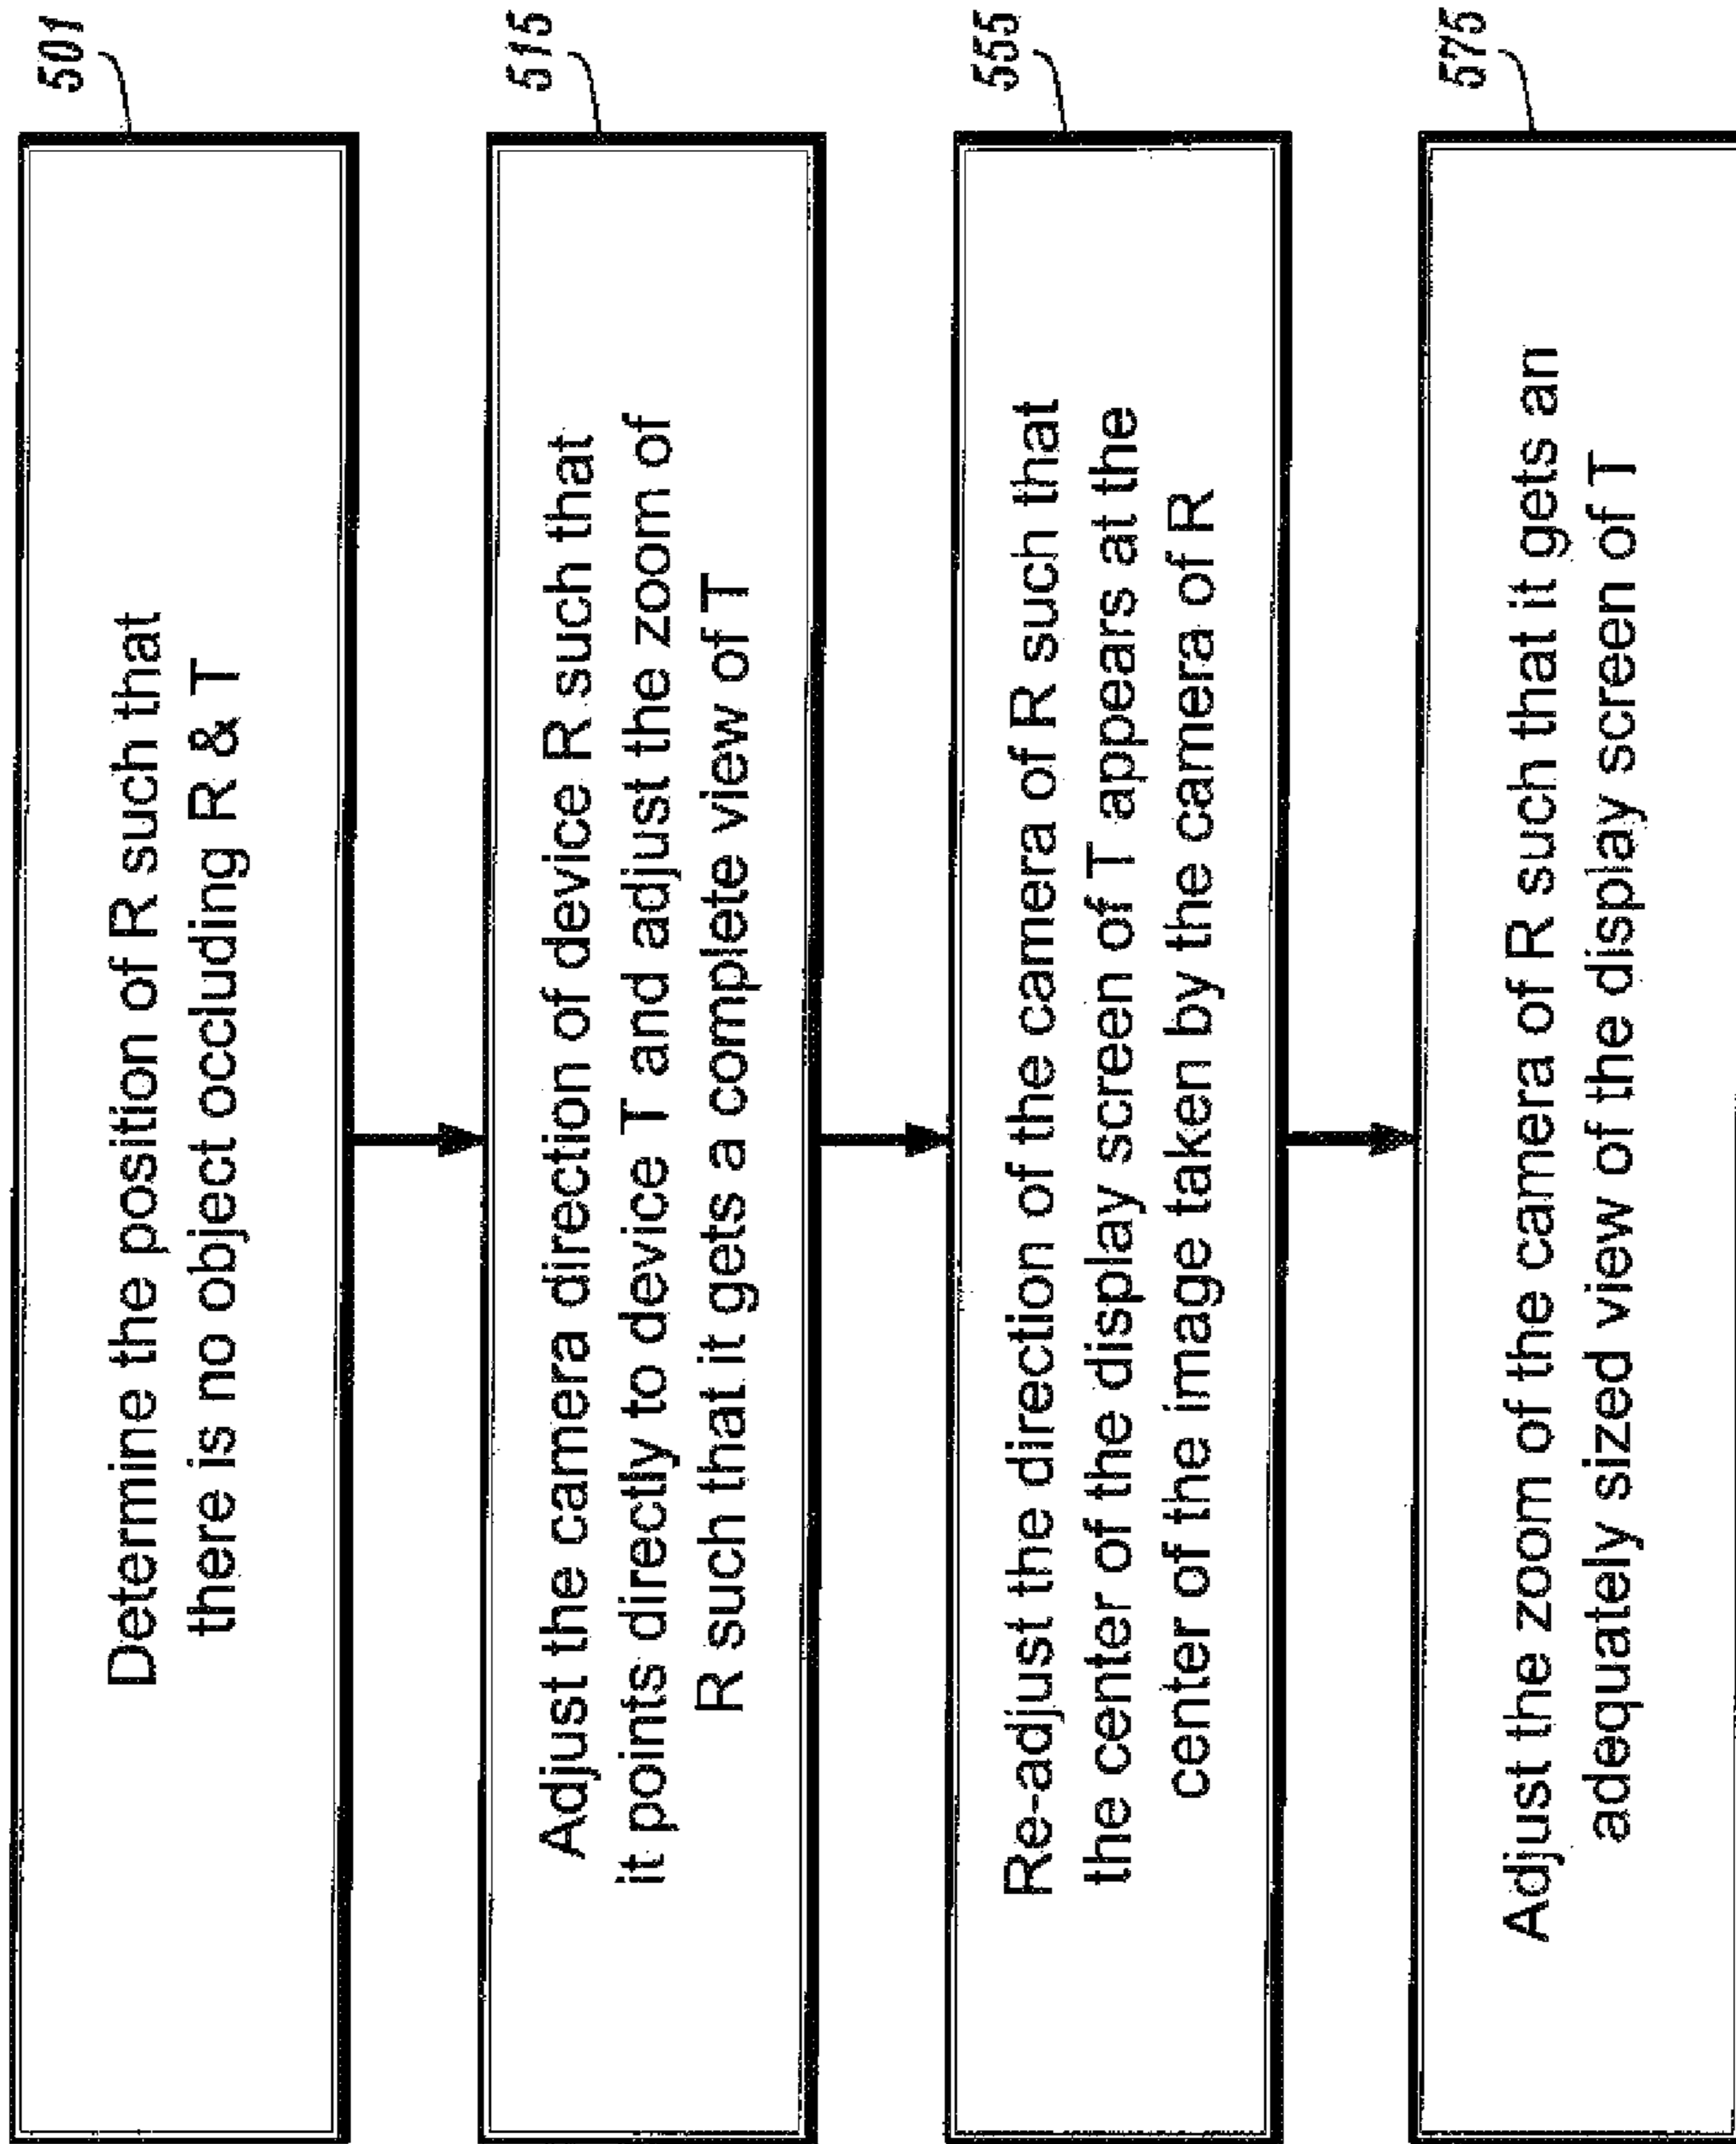 501
Determine the position of R such that
there is no object occluding R & T
515
Adjust the camera direction of device R such that
it points directly to device T and adjust the zoom of
R such that it gets a complete view of T
555
Re-adjust the direction of the camera of R such that
the center of the display screen of T appears at the
center of the image taken by the camera of R
575
Adjust the zoom of the camera of R such that it gets an
adequately sized view of the display screen of T